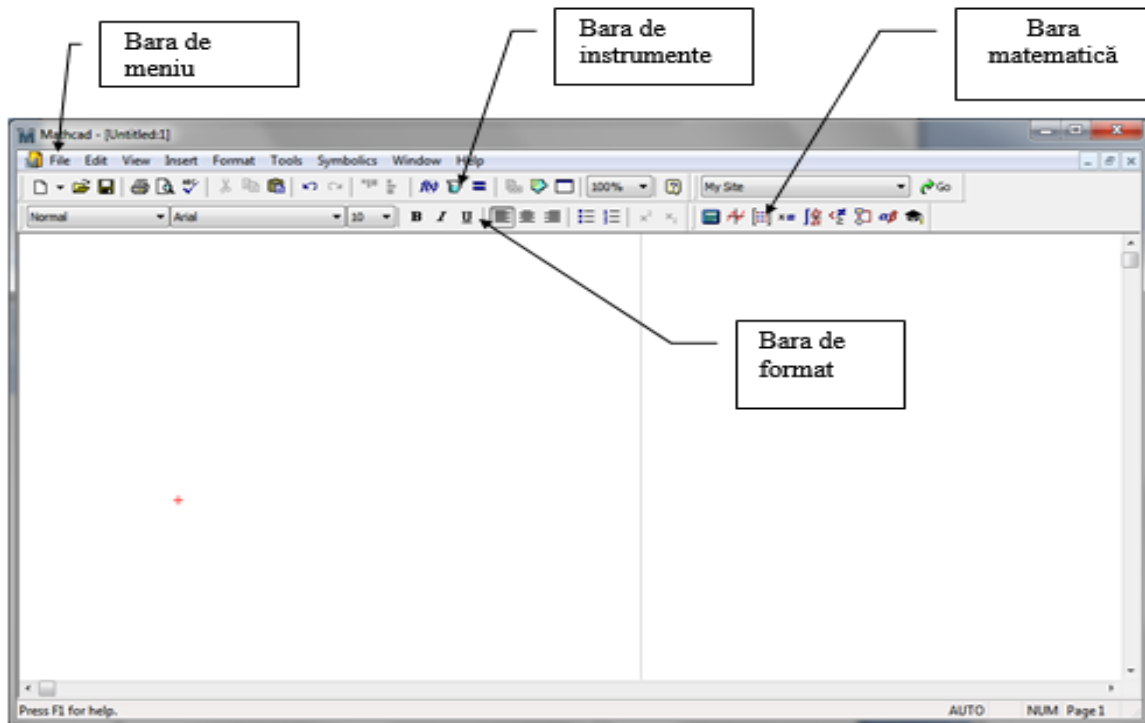 Bara de
meniu
Bara de
instrumente
Bara
matematică
Mathcad - [Untitled:1]
File Edit View Insert Format Tools Symbolics Window Help
100% My Site Go
Normal Arial 10 B I U
Bara de
format
Press F1 for help. AUTO NUM Page 1